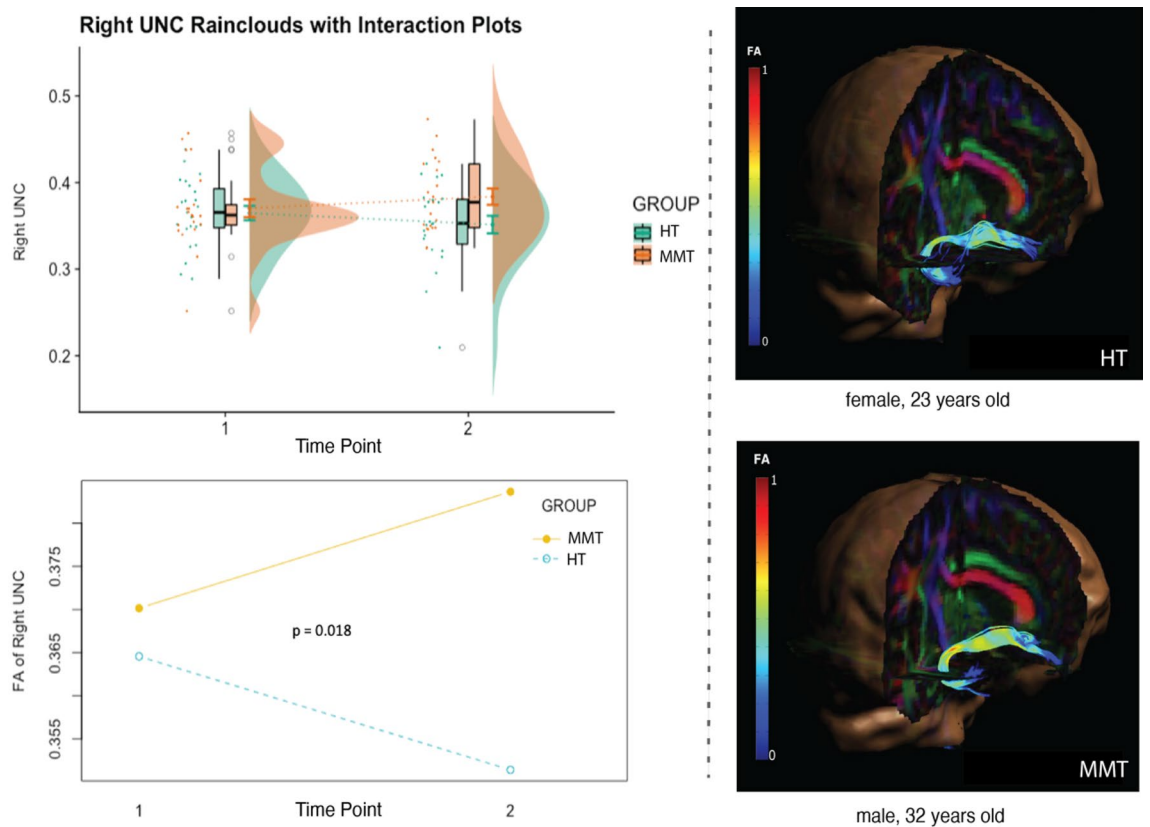 Right UNC Rainclouds with Interaction Plots
Right UNC
0.5
0.4
0.3
0.2
1
2
Time Point
GROUP
HT
MMT
FA of Right UNC
0.375
0.365
0.355
GROUP
MMT
HT
p = 0.018
1
Time Point
2
FA
1
0
HT
female, 23 years old
FA
1
0
MMT
male, 32 years old